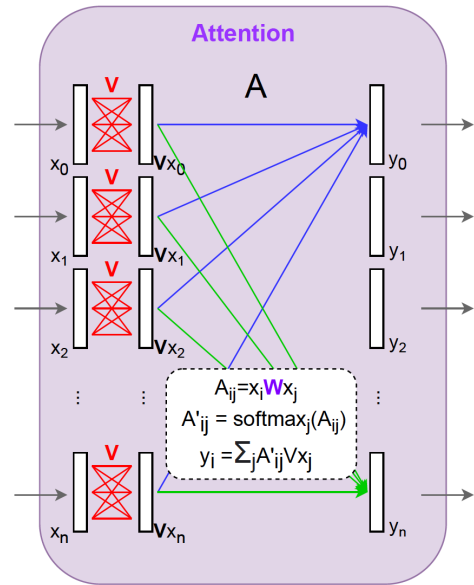 Attention
A
V
x0 Vx0 y0
V
x1 Vx1 y1
V
x2 Vx2 y2
⋮ ⋮ ⋮
Aij=xiWxj
A'ij = softmaxj(Aij)
yi =ΣjA'ijVxj
V
xn Vxn yn